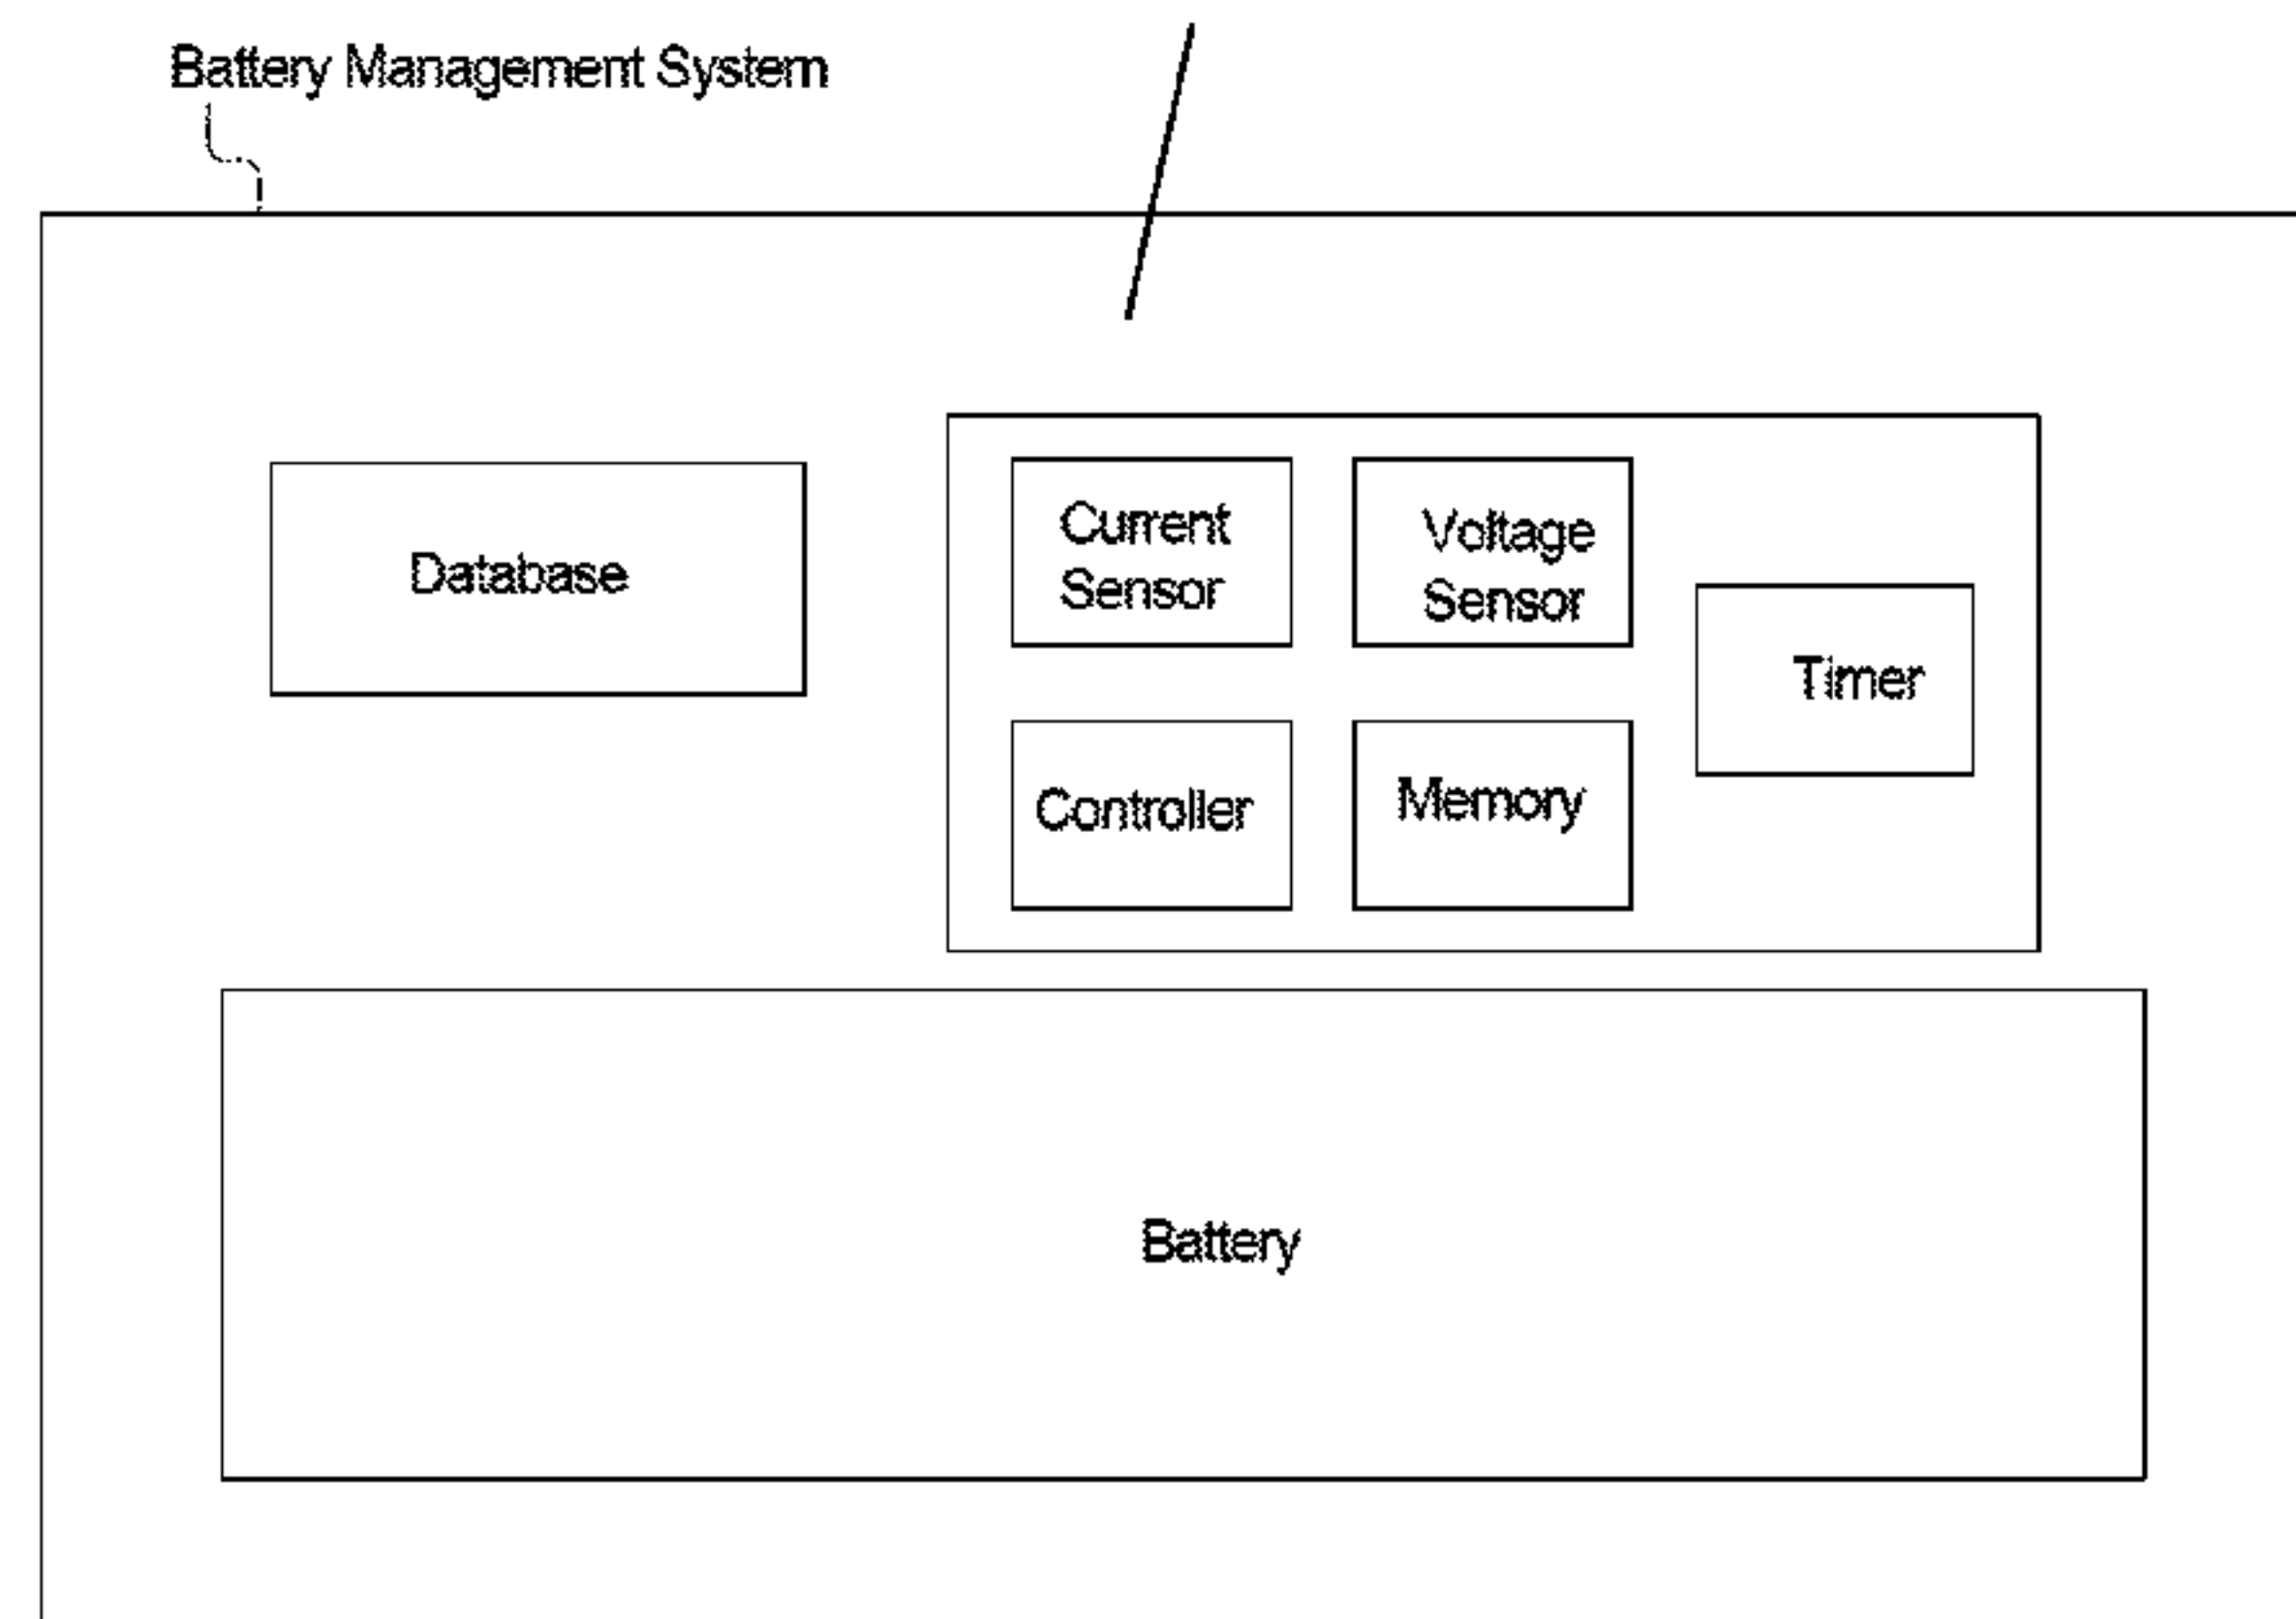 Battery Management System
Database
Current
Sensor
Voltage
Sensor
Timer
Controller
Memory
Battery